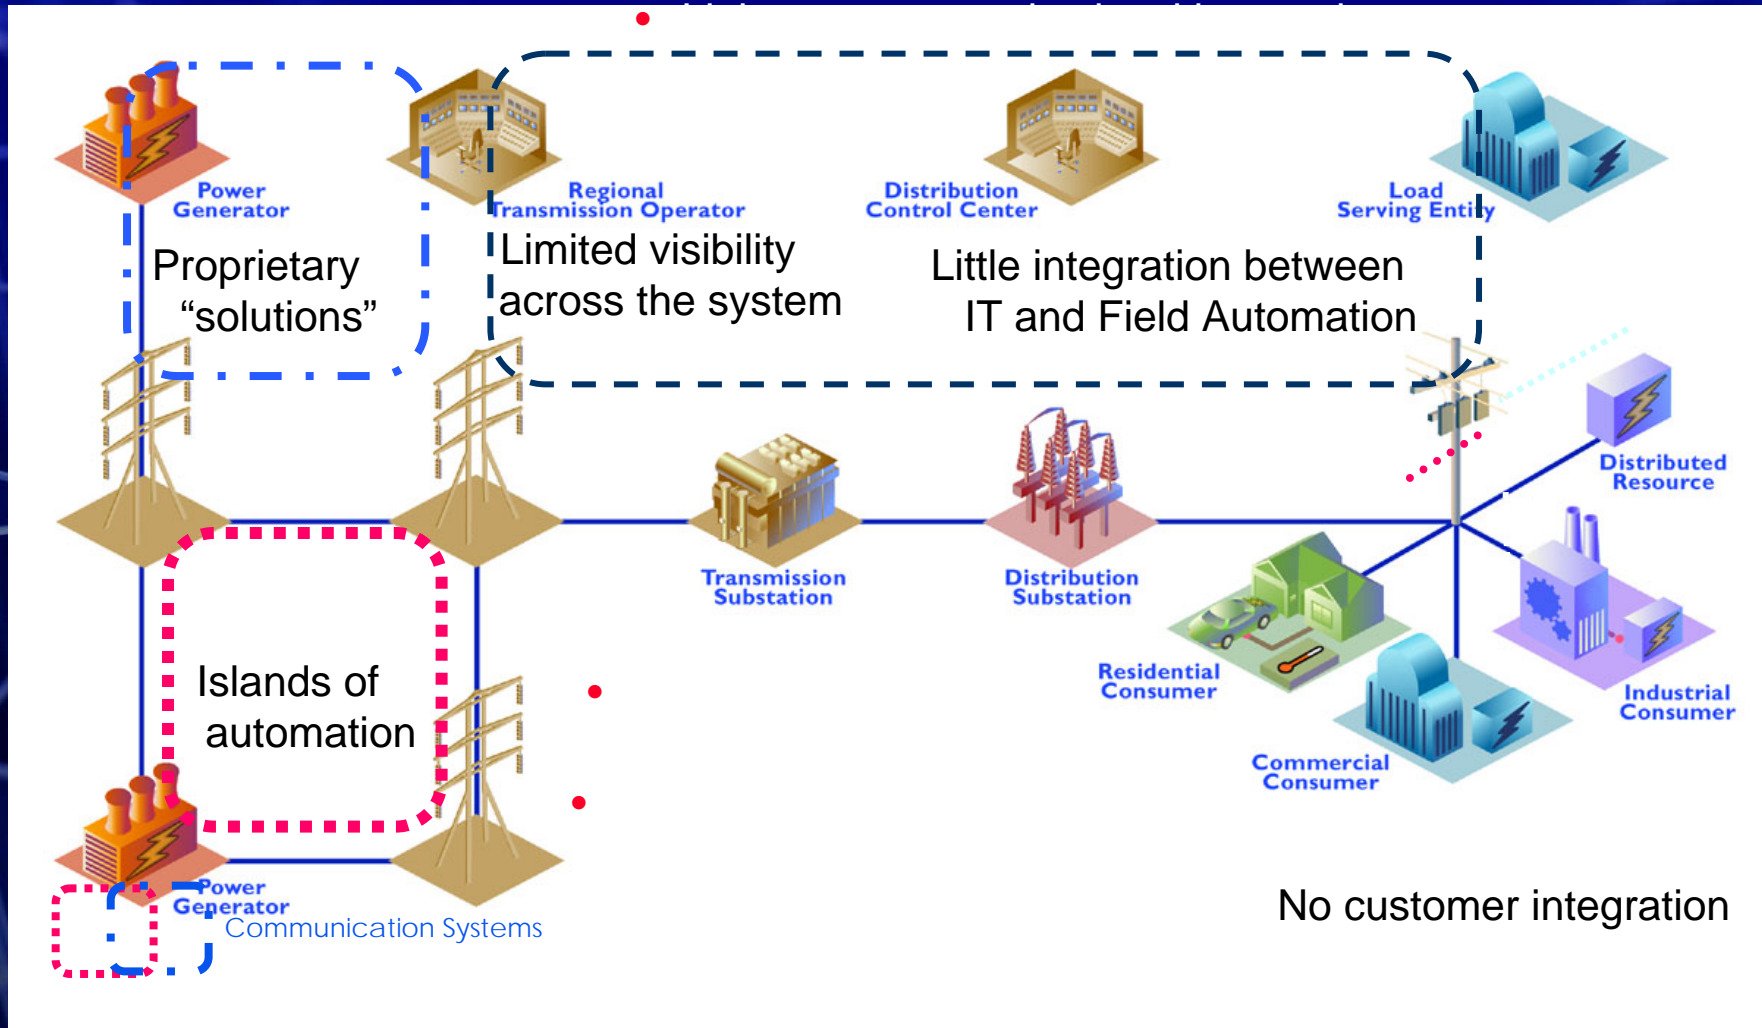 Power
Generator
Regional
Transmission Operator
Distribution
Control Center
Load
Serving Entity
Proprietary
“solutions”
Limited visibility
across the system
Little integration between
IT and Field Automation
Distributed
Resource
Transmission
Substation
Distribution
Substation
Residential
Consumer
Industrial
Consumer
Commercial
Consumer
Islands of
automation
Power
Generator
Communication Systems
No customer integration